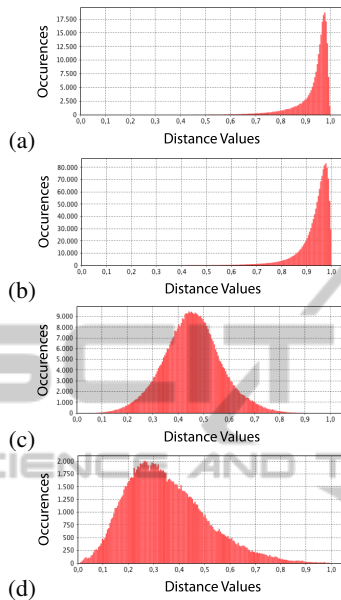 Occurences
17.500
15.000
12.500
10.000
7.500
5.000
2.500
0
0,0 0,1 0,2 0,3 0,4 0,5 0,6 0,7 0,8 0,9 1,0
Distance Values
(a)
Occurences
80.000
70.000
60.000
50.000
40.000
30.000
20.000
10.000
0
0,0 0,1 0,2 0,3 0,4 0,5 0,6 0,7 0,8 0,9 1,0
Distance Values
(b)
Occurences
9.000
8.000
7.000
6.000
5.000
4.000
3.000
2.000
1.000
0
0,0 0,1 0,2 0,3 0,4 0,5 0,6 0,7 0,8 0,9 1,0
Distance Values
(c)
Occurences
2.000
1.750
1.500
1.250
1.000
750
500
250
0
0,0 0,1 0,2 0,3 0,4 0,5 0,6 0,7 0,8 0,9 1,0
Distance Values
(d)